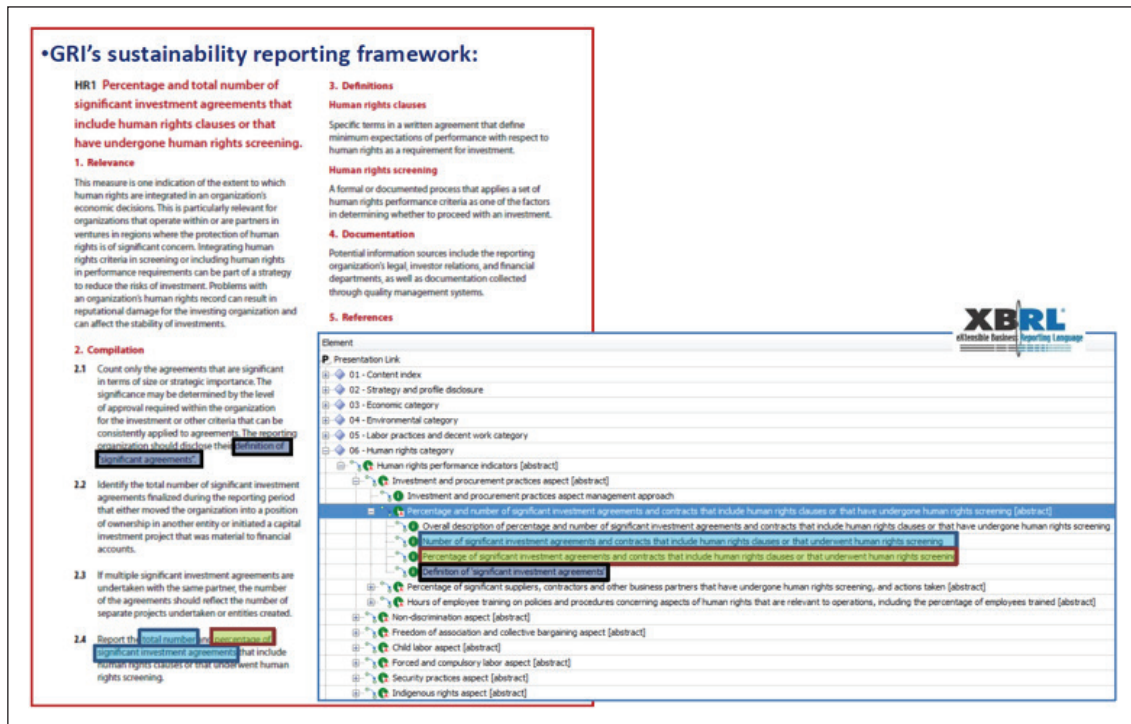 •GRI's sustainability reporting framework:
HR1 Percentage and total number of
significant investment agreements that
include human rights clauses or that
have undergone human rights screening.
1. Relevance
This measure is one indication of the extent to which
human rights are integrated in an organization's
economic decisions. This is particularly relevant for
organizations that operate within or are partners in
ventures in regions where the protection of human
rights is of significant concern. Integrating human
rights criteria in screening or including human rights
in performance requirements can be part of a strategy
to reduce the risks of investment. Problems with
an organization's human rights record can result in
reputational damage for the investing organization and
can affect the stability of investments.
2. Compilation
2.1 Count only the agreements that are significant
in terms of size or strategic importance. The
significance may be determined by the level
of approval required within the organization
for the investment or other criteria that can be
consistently applied to agreements. The reporting
organization should disclose their definition of
"significant agreements".
2.2 Identify the total number of significant investment
agreements finalized during the reporting period
that either moved the organization into a position
of ownership in another entity or initiated a capital
investment project that was material to financial
accounts.
2.3 If multiple significant investment agreements are
undertaken with the same partner, the number
of the agreements should reflect the number of
separate projects undertaken or entities created.
2.4 Report the total number and percentage of
significant investment agreements that include
human rights clauses or that underwent human
rights screening.
3. Definitions
Human rights clauses
Specific terms in a written agreement that define
minimum expectations of performance with respect to
human rights as a requirement for investment.
Human rights screening
A formal or documented process that applies a set of
human rights performance criteria as one of the factors
in determining whether to proceed with an investment.
4. Documentation
Potential information sources include the reporting
organization's legal, investor relations, and financial
departments, as well as documentation collected
through quality management systems.
5. References
XBRL
eXtensible Business Reporting Language
Element
P Presentation Link
01 - Content index
02 - Strategy and profile disclosure
03 - Economic category
04 - Environmental category
05 - Labor practices and decent work category
06 - Human rights category
Human rights performance indicators [abstract]
Investment and procurement practices aspect [abstract]
Investment and procurement practices aspect management approach
Percentage and number of significant investment agreements and contracts that include human rights clauses or that have undergone human rights screening [abstract]
Overall description of percentage and number of significant investment agreements and contracts that include human rights clauses or that have undergone human rights screening
Number of significant investment agreements and contracts that include human rights clauses or that underwent human rights screening
Percentage of significant investment agreements and contracts that include human rights clauses or that underwent human rights screening
Definition of 'significant investment agreements'
Percentage of significant suppliers, contractors and other business partners that have undergone human rights screening, and actions taken [abstract]
Hours of employee training on policies and procedures concerning aspects of human rights that are relevant to operations, including the percentage of employees trained [abstract]
Non-discrimination aspect [abstract]
Freedom of association and collective bargaining aspect [abstract]
Child labor aspect [abstract]
Forced and compulsory labor aspect [abstract]
Security practices aspect [abstract]
Indigenous rights aspect [abstract]